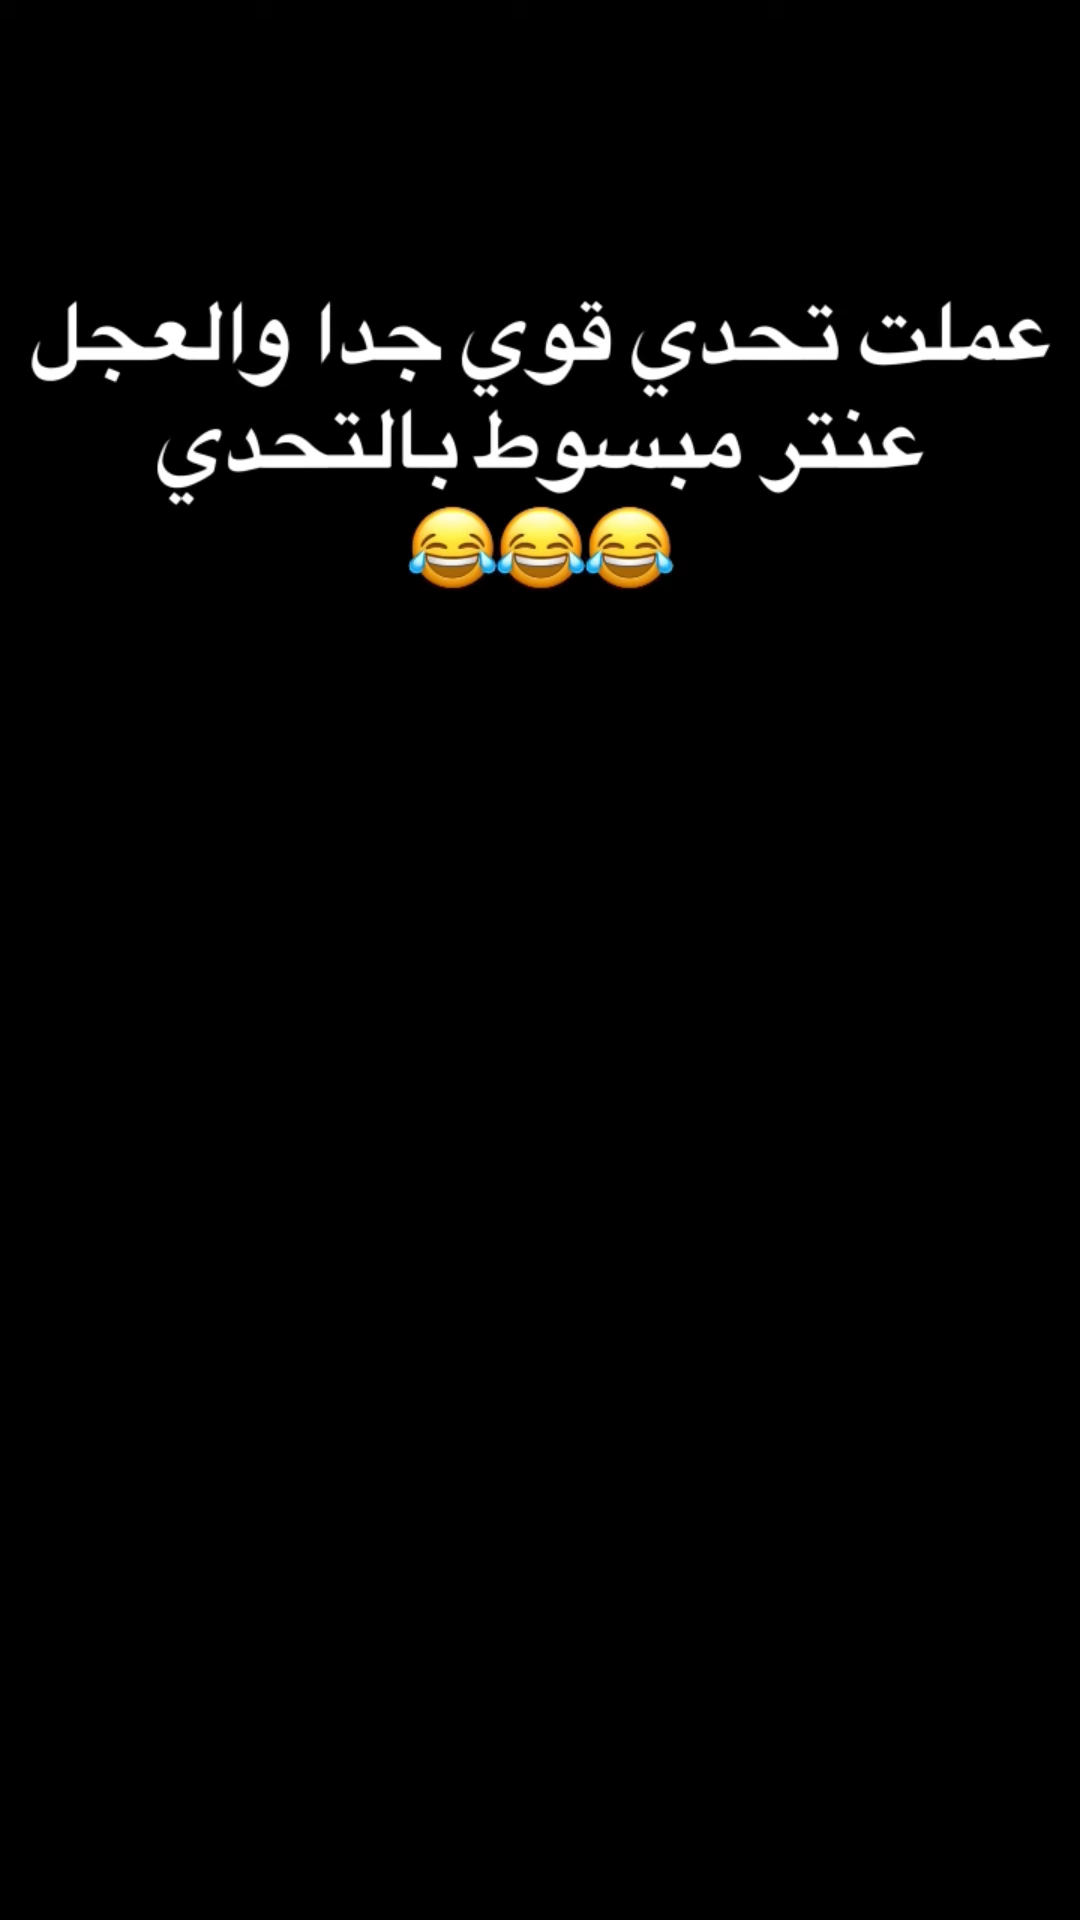 عملت تحدي قوي جدا والعجل
عنتر مبسوط بالتحدي
😂😂😂